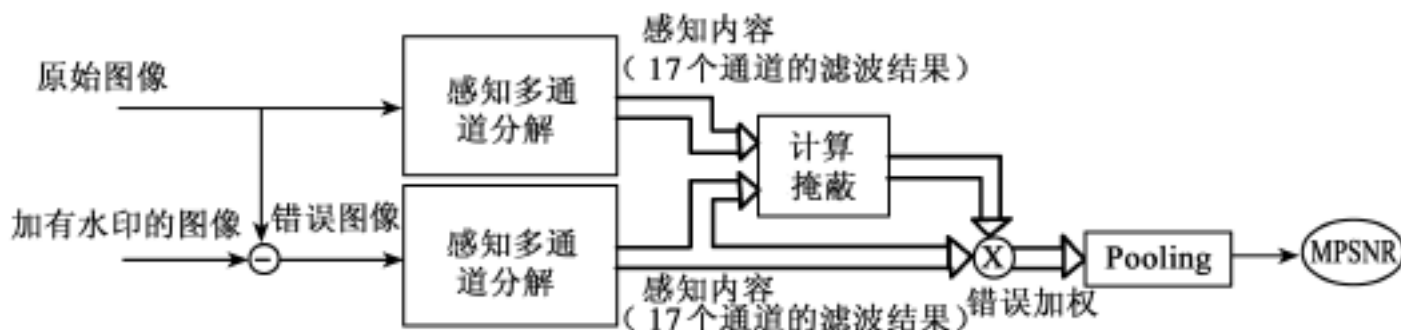 感知内容
（17个通道的滤波结果）
原始图像
感知多通
道分解
计算
掩蔽
加有水印的图像
错误图像
感知多通
道分解
X
Pooling
MPSNR
错误加权
感知内容
（17个通道的滤波结果）